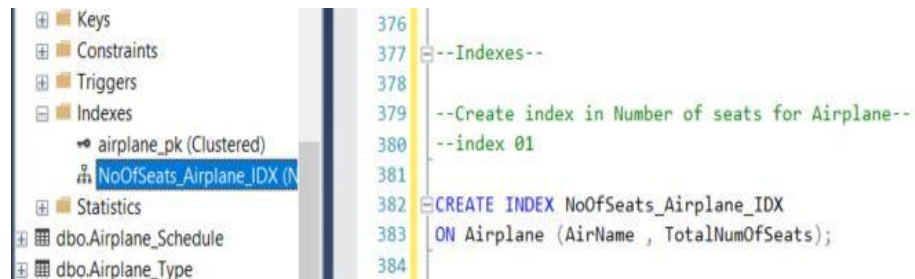 Keys
Constraints
Triggers
Indexes
airplane_pk (Clustered)
NoOfSeats_Airplane_IDX (N
Statistics
dbo.Airplane_Schedule
dbo.Airplane_Type
376
377 --Indexes--
378
379 --Create index in Number of seats for Airplane--
380 --index 01
381
382 CREATE INDEX NoOfSeats_Airplane_IDX
383 ON Airplane (AirName , TotalNumOfSeats);
384